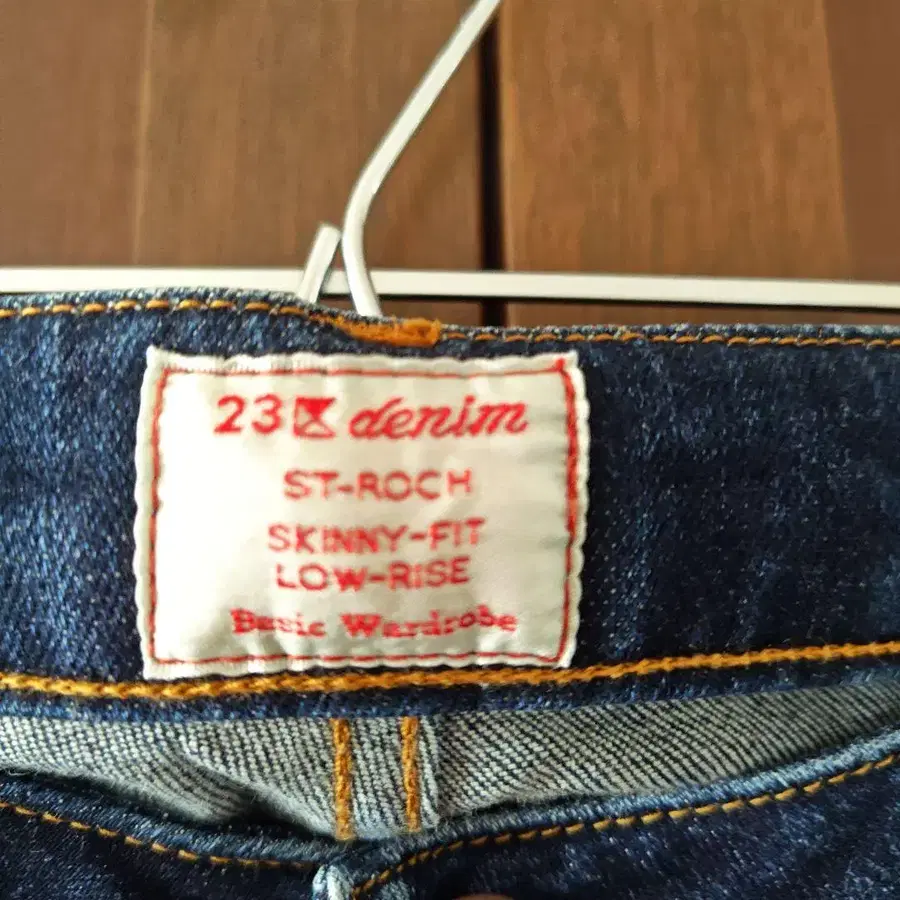 23 denim
ST-ROCH
SKINNY-FIT
LOW-RISE
Basic Wardrobe